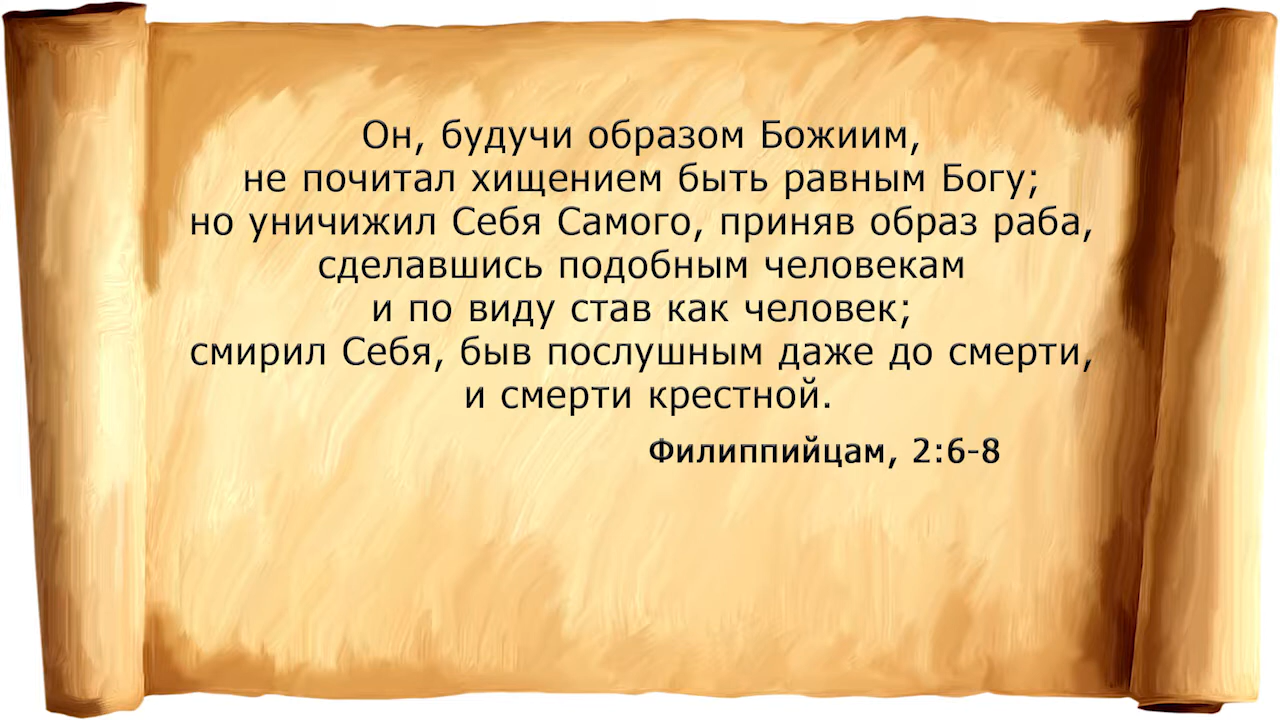 Он, будучи образом Божиим,
не почитал хищением быть равным Богу;
но уничижил Себя Самого, приняв образ раба,
сделавшись подобным человекам
и по виду став как человек;
смирил Себя, быв послушным даже до смерти,
и смерти крестной.
Филиппийцам, 2:6-8